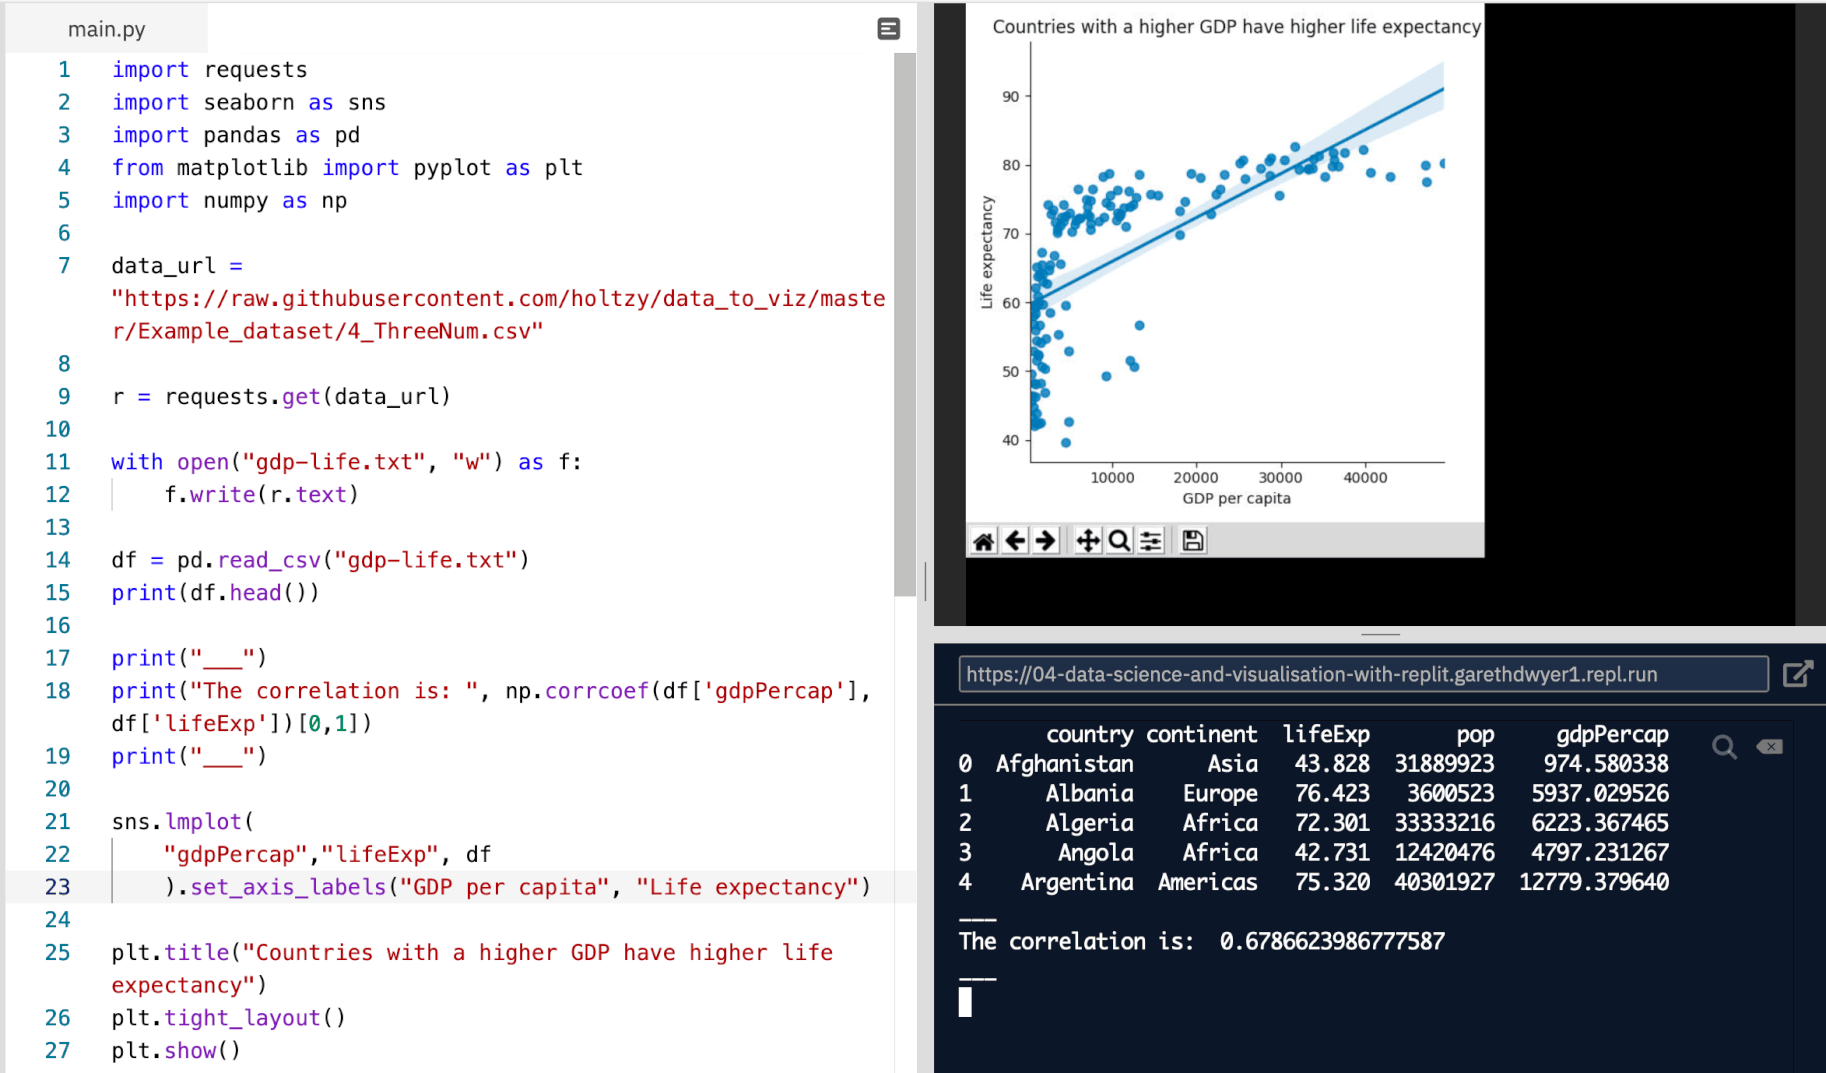 main.py
1 import requests
2 import seaborn as sns
3 import pandas as pd
4 from matplotlib import pyplot as plt
5 import numpy as np
6
7 data_url =
"https://raw.githubusercontent.com/holtzy/data_to_viz/maste
r/Example_dataset/4_ThreeNum.csv"
8
9 r = requests.get(data_url)
10
11 with open("gdp-life.txt", "w") as f:
12     f.write(r.text)
13
14 df = pd.read_csv("gdp-life.txt")
15 print(df.head())
16
17 print("___")
18 print("The correlation is: ", np.corrcoef(df['gdpPercap'],
df['lifeExp'])[0,1])
19 print("___")
20
21 sns.lmplot(
22     "gdpPercap","lifeExp", df
23     ).set_axis_labels("GDP per capita", "Life expectancy")
24
25 plt.title("Countries with a higher GDP have higher life
expectancy")
26 plt.tight_layout()
27 plt.show()
Countries with a higher GDP have higher life expectancy
90
80
70
60
50
40
Life expectancy
10000 20000 30000 40000
GDP per capita
https://04-data-science-and-visualisation-with-replit.garethdwyer1.repl.run
country continent lifeExp pop gdpPercap
0 Afghanistan Asia 43.828 31889923 974.580338
1 Albania Europe 76.423 3600523 5937.029526
2 Algeria Africa 72.301 33333216 6223.367465
3 Angola Africa 42.731 12420476 4797.231267
4 Argentina Americas 75.320 40301927 12779.379640
___
The correlation is:  0.6786623986777587
___